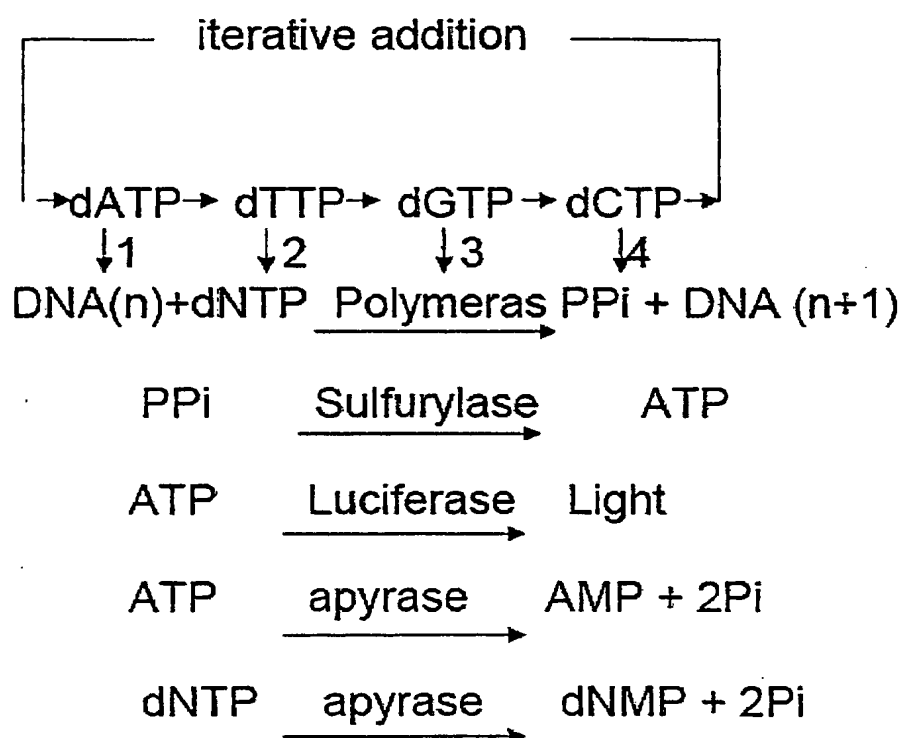 iterative addition
→dATP→ dTTP→ dGTP→dCTP→
↓1 ↓2 ↓3 ↓4
DNA(n)+dNTP Polymeras PPi + DNA (n+1)
PPi Sulfurylase ATP
ATP Luciferase Light
ATP apyrase AMP + 2Pi
dNTP apyrase dNMP + 2Pi